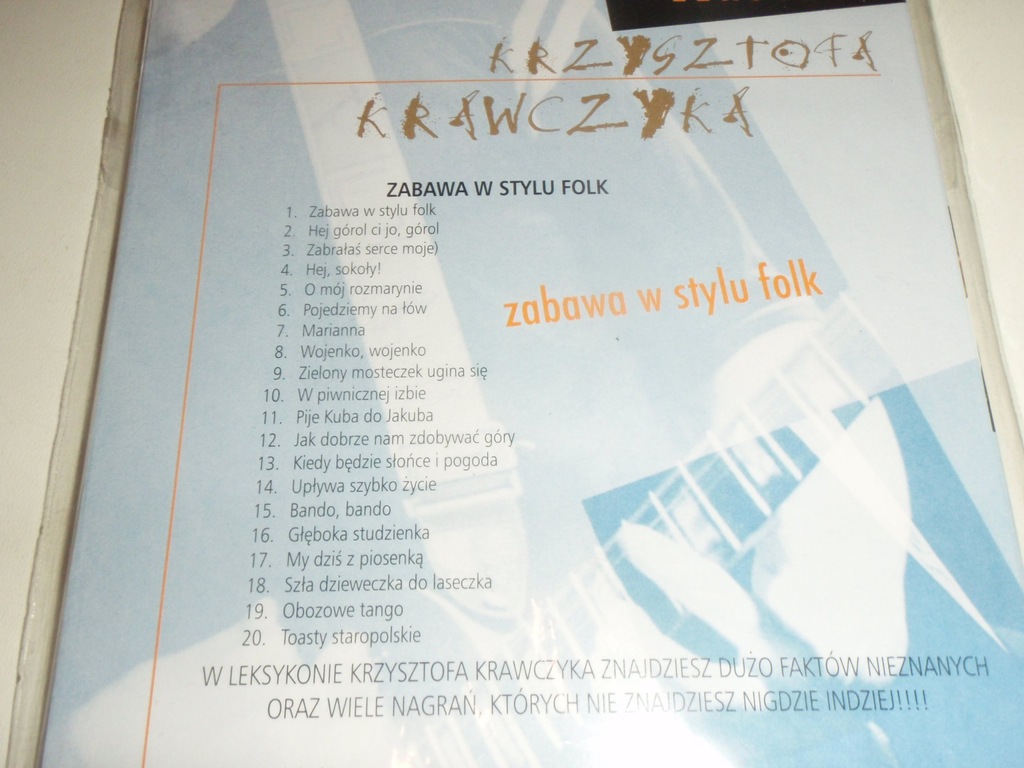 KRZYSZTOFA
KRAWCZYKA
ZABAWA W STYLU FOLK
1. Zabawa w stylu folk
2. Hej górol ci jo, górol
3. Zabrałaś serce moje)
4. Hej, sokoły!
5. O mój rozmarynie
6. Pojedziemy na łów
7. Marianna
8. Wojenko, wojenko
9. Zielony mosteczek ugina się
10. W piwnicznej izbie
11. Pije Kuba do Jakuba
12. Jak dobrze nam zdobywać góry
13. Kiedy będzie słońce i pogoda
14. Upływa szybko życie
15. Bando, bando
16. Głęboka studzienka
17. My dziś z piosenką
18. Szła dzieweczka do laseczka
19. Obozowe tango
20. Toasty staropolskie
zabawa w stylu folk
W LEKSYKONIE KRZYSZTOFA KRAWCZYKA ZNAJDZIESZ DUŻO FAKTÓW NIEZNANYCH
ORAZ WIELE NAGRAŃ, KTÓRYCH NIE ZNAJDZIESZ NIGDZIE INDZIEJ!!!!